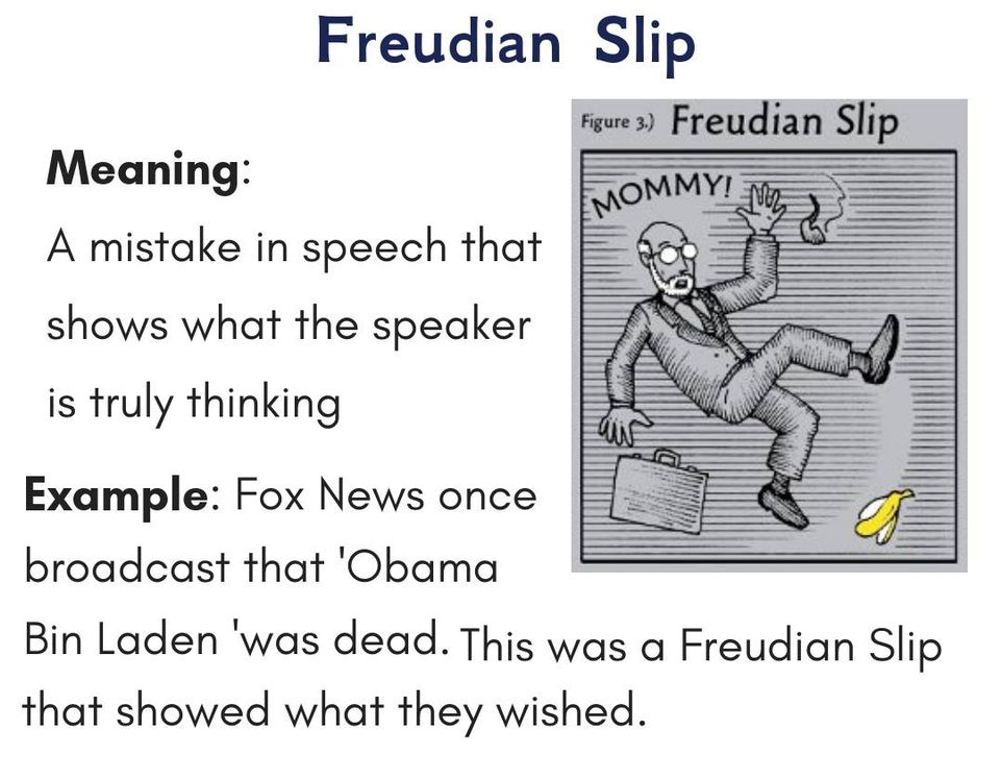 Freudian Slip
Meaning:
A mistake in speech that
shows what the speaker
is truly thinking
Figure 3.) Freudian Slip
MOMMY!
Example: Fox News once
broadcast that 'Obama
Bin Laden 'was dead. This was a Freudian Slip
that showed what they wished.